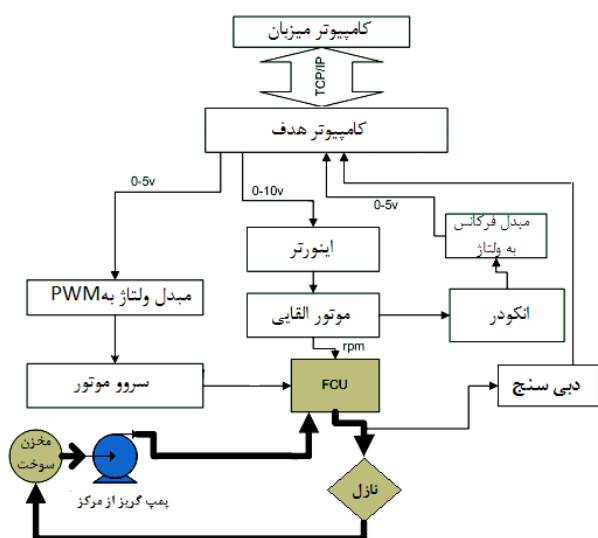 کامپیوتر میزبان
TCP/IP
کامپیوتر هدف
0-5v
0-10v
0-5v
مبدل فرکانس
به ولتاژ
اینورتر
مبدل ولتاژ بهPWM
موتور القایی
انکودر
rpm
سروو موتور
FCU
دبی سنج
مخزن
سوخت
پمپ گریز از مرکز
نازل